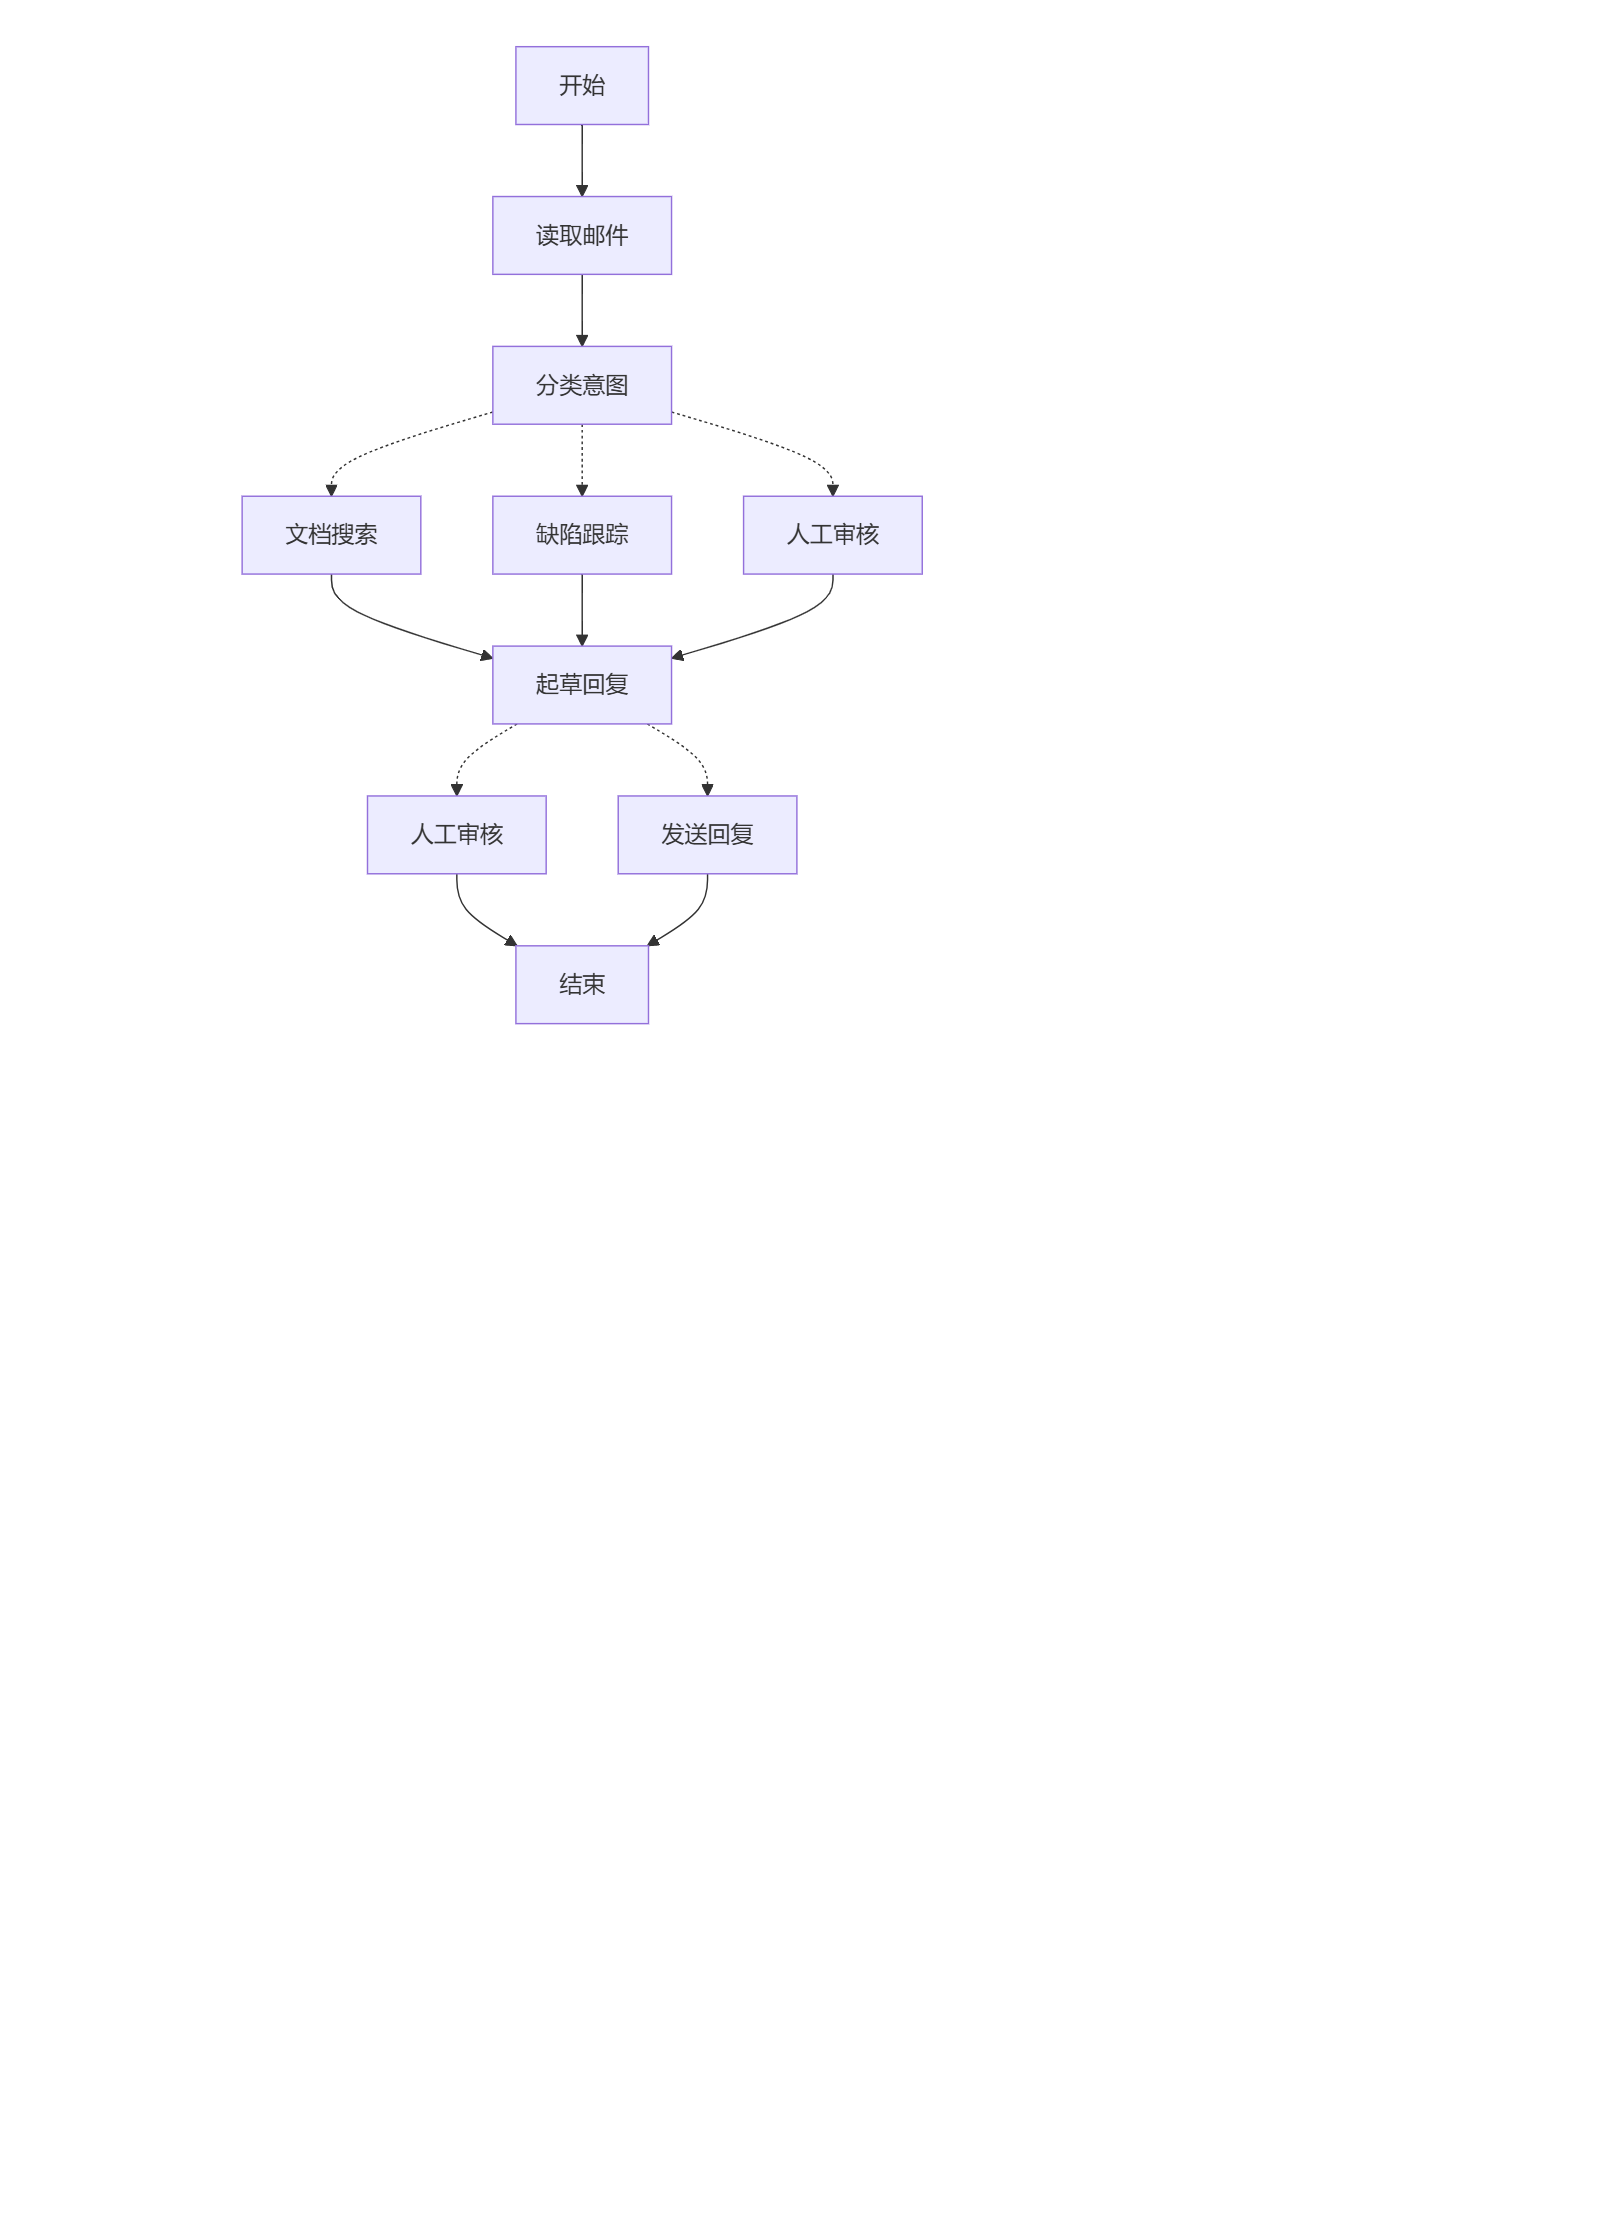 开始
读取邮件
分类意图
文档搜索
缺陷跟踪
人工审核
起草回复
人工审核
发送回复
结束